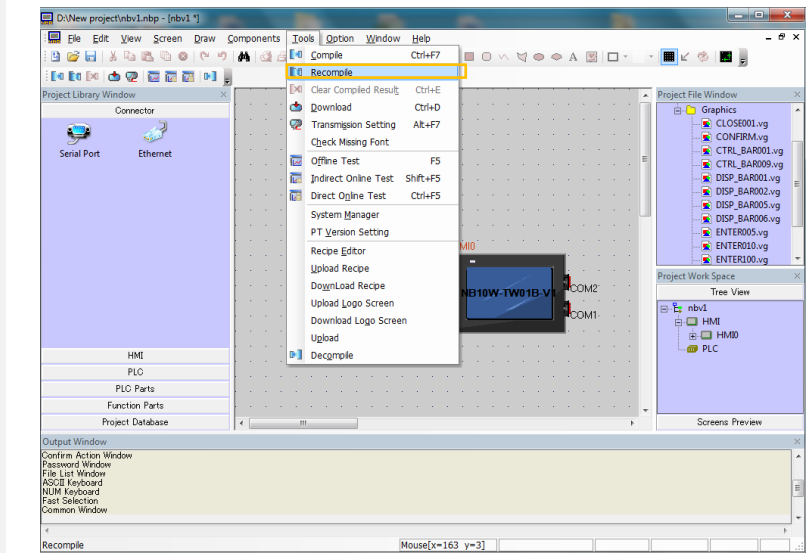 D:\New project\nbv1.nbp - [nbv1 *]
File Edit View Screen Draw Components Tools Option Window Help
Compile Ctrl+F7
Recompile
Clear Compiled Result Ctrl+E
Download Ctrl+D
Transmission Setting Alt+F7
Check Missing Font
Offline Test F5
Indirect Online Test Shift+F5
Direct Online Test Ctrl+F5
System Manager
PT Version Setting
Recipe Editor
Upload Recipe
DownLoad Recipe
Upload Logo Screen
Download Logo Screen
Upload
Decompile
A
Project Library Window
Connector
Serial Port Ethernet
HMI
PLC
PLC Parts
Function Parts
Project Database
MI0
NB10W-TW01B-V1
COM2
COM1
Project File Window
Graphics
CLOSE001.vg
CONFIRM.vg
CTRL_BAR001.vg
CTRL_BAR009.vg
DISP_BAR001.vg
DISP_BAR002.vg
DISP_BAR005.vg
DISP_BAR006.vg
ENTER005.vg
ENTER010.vg
ENTER100.vg
Project Work Space
Tree View
nbv1
HMI
HMI0
PLC
Screens Preview
Output Window
Confirm Action Window
Password Window
File List Window
ASCII Keyboard
NUM Keyboard
Fast Selection
Common Window
Recompile
Mouse[x=163 y=3]